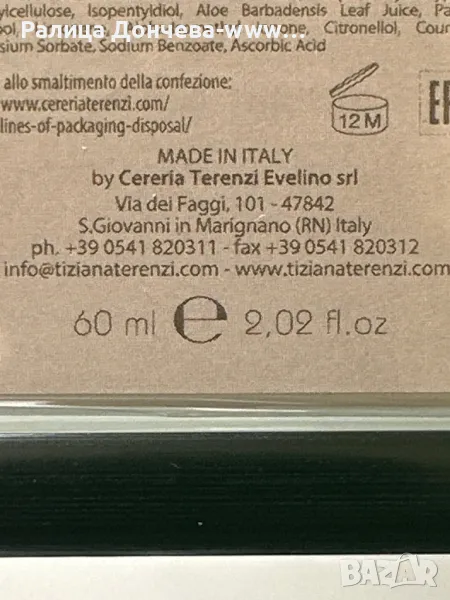 ylcellulose, Isopentyldiol, Aloe Barbadensis Leaf Juice,
Ралица Дончева-www...
Citronellol,
sium Sorbate, Sodium Benzoate, Ascorbic Acid
allo smaltimento della confezione:
www.cereriaterenzi.com/
lines-of-packaging-disposal/
12 M
MADE IN ITALY
by Cereria Terenzi Evelino srl
Via dei Faggi, 101 - 47842
S.Giovanni in Marignano (RN) Italy
ph. +39 0541 820311 - fax +39 0541 820312
info@tizianaterenzi.com - www.tizianaterenzi.com
60 ml e 2,02 fl.oz
BAZAR